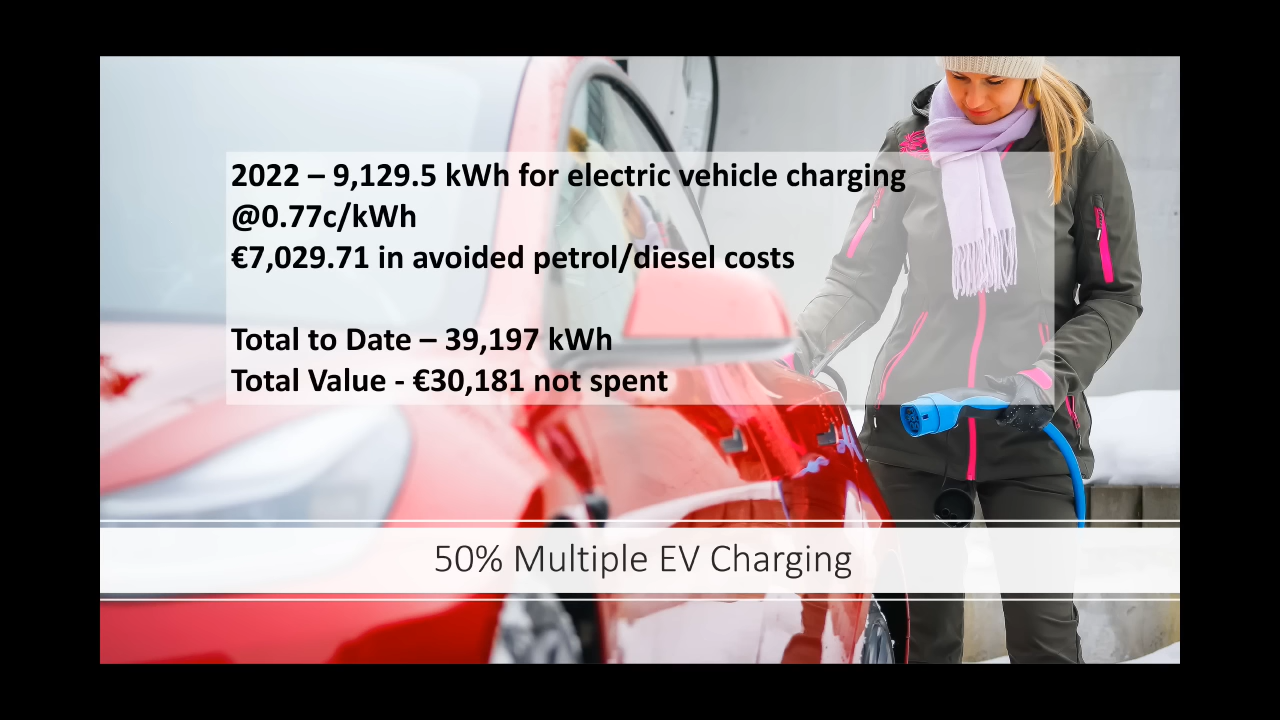 2022 – 9,129.5 kWh for electric vehicle charging
@0.77c/kWh
€7,029.71 in avoided petrol/diesel costs
Total to Date – 39,197 kWh
Total Value - €30,181 not spent
50% Multiple EV Charging